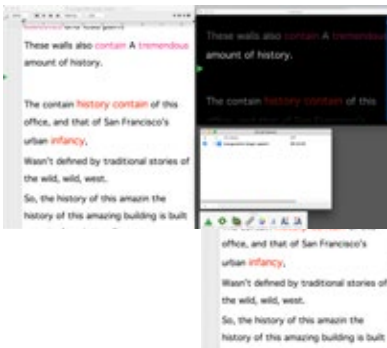 These walls also contain A tremendous
amount of history.
The contain history contain of this
office, and that of San Francisco's
urban infancy,
Wasn't defined by traditional stories of
the wild, wild, west.
So, the history of this amazin the
history of this amazing building is built
These walls also contain A tremendous
amount of history.
The contain history contain of this
office, and that of San Francisco's
urban infancy,
Wasn't defined by traditional stories of
the wild, wild, west.
So, the history of this amazin the
history of this amazing building is built